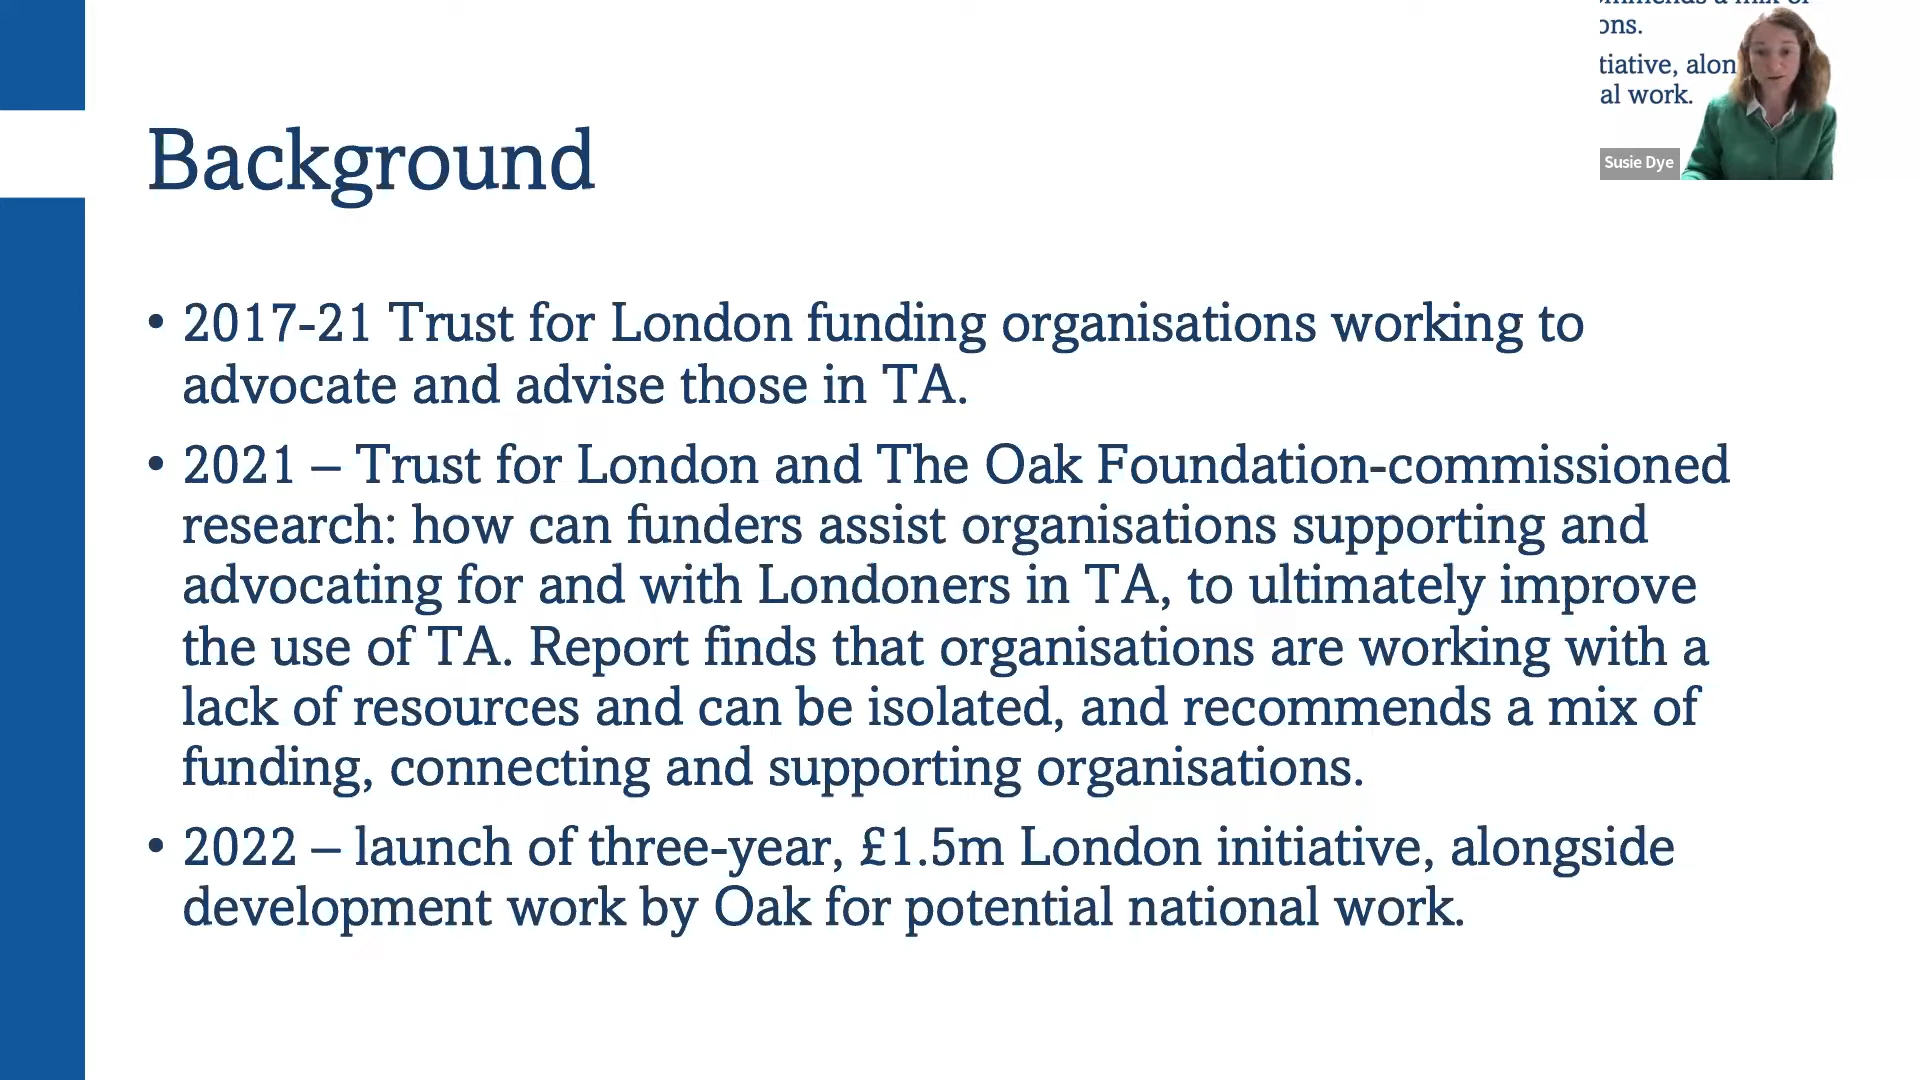 ons.
tiative, alon
al work.
Susie Dye
Background
• 2017-21 Trust for London funding organisations working to
advocate and advise those in TA.
• 2021 – Trust for London and The Oak Foundation-commissioned
research: how can funders assist organisations supporting and
advocating for and with Londoners in TA, to ultimately improve
the use of TA. Report finds that organisations are working with a
lack of resources and can be isolated, and recommends a mix of
funding, connecting and supporting organisations.
• 2022 – launch of three-year, £1.5m London initiative, alongside
development work by Oak for potential national work.